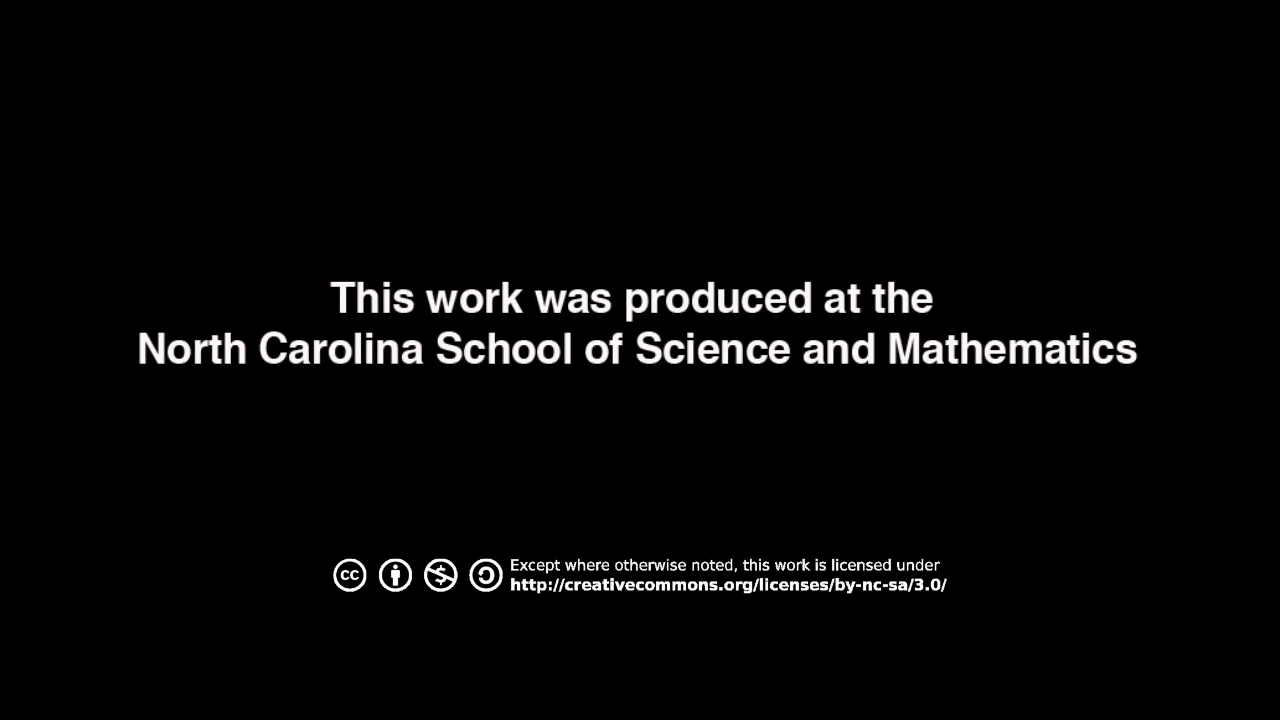 This work was produced at the
North Carolina School of Science and Mathematics
cc
Except where otherwise noted, this work is licensed under
http://creativecommons.org/licenses/by-nc-sa/3.0/